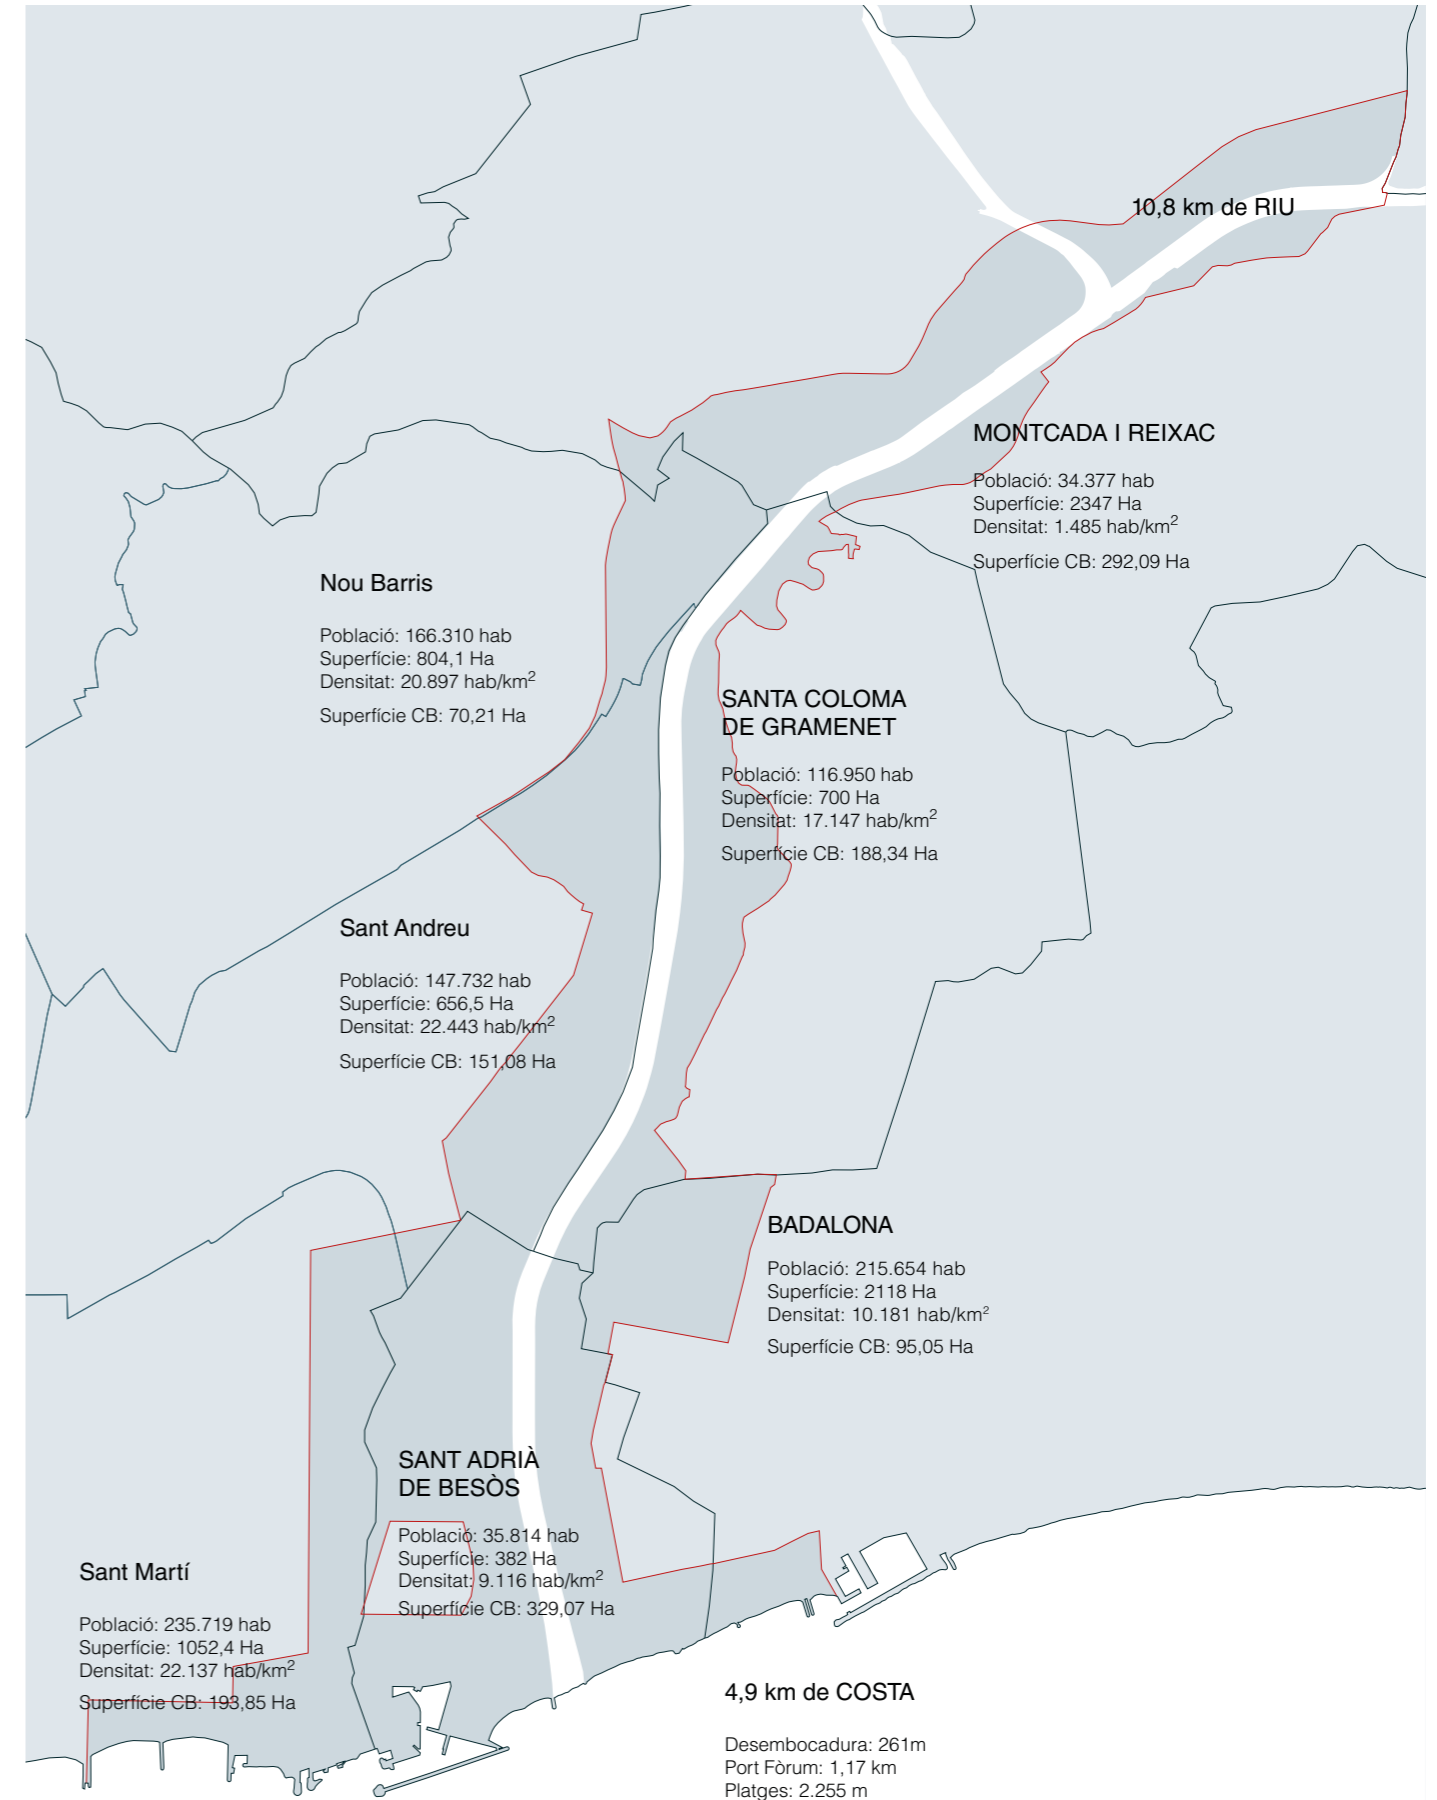 10,8 km de RIU
MONTCADA I REIXAC
Població: 34.377 hab
Superfície: 2347 Ha
Densitat: 1.485 hab/km²
Superfície CB: 292,09 Ha
Nou Barris
Població: 166.310 hab
Superfície: 804,1 Ha
Densitat: 20.897 hab/km²
Superfície CB: 70,21 Ha
SANTA COLOMA
DE GRAMENET
Població: 116.950 hab
Superfície: 700 Ha
Densitat: 17.147 hab/km²
Superfície CB: 188,34 Ha
Sant Andreu
Població: 147.732 hab
Superfície: 656,5 Ha
Densitat: 22.443 hab/km²
Superfície CB: 151,08 Ha
BADALONA
Població: 215.654 hab
Superfície: 2118 Ha
Densitat: 10.181 hab/km²
Superfície CB: 95,05 Ha
SANT ADRIÀ
DE BESÒS
Població: 35.814 hab
Superfície: 382 Ha
Densitat: 9.116 hab/km²
Superfície CB: 329,07 Ha
Sant Martí
Població: 235.719 hab
Superfície: 1052,4 Ha
Densitat: 22.137 hab/km²
Superfície CB: 193,85 Ha
4,9 km de COSTA
Desembocadura: 261m
Port Fòrum: 1,17 km
Platges: 2.255 m